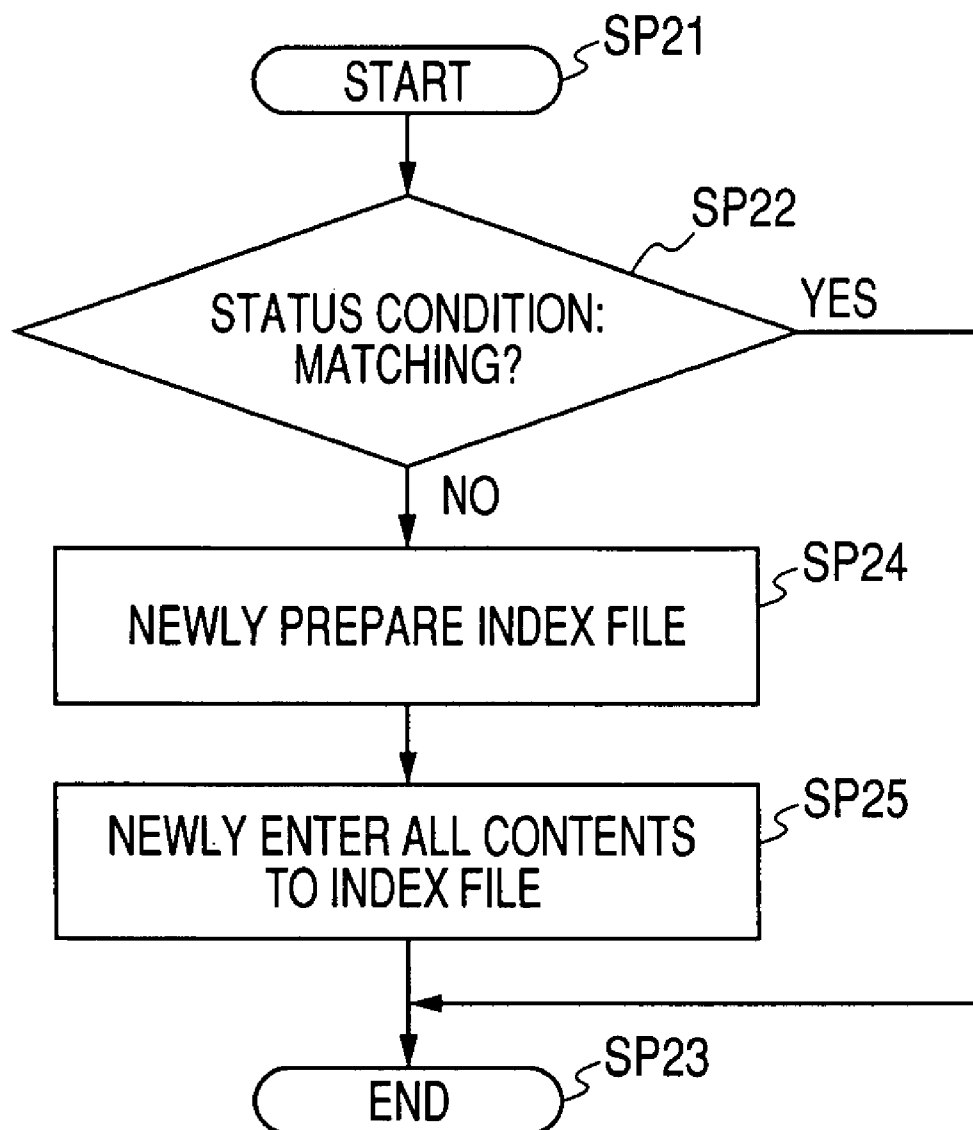 SP21
START
SP22
STATUS CONDITION:
MATCHING?
YES
NO
SP24
NEWLY PREPARE INDEX FILE
SP25
NEWLY ENTER ALL CONTENTS
TO INDEX FILE
SP23
END